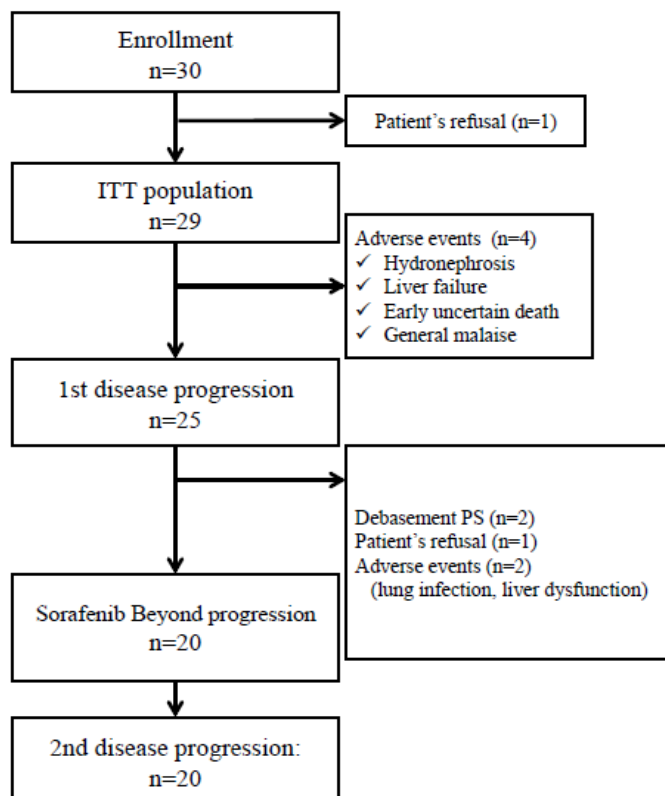 Enrollment
n=30
Patient’s refusal (n=1)
ITT population
n=29
Adverse events  (n=4)
✓ Hydronephrosis
✓ Liver failure
✓ Early uncertain death
✓ General malaise
1st disease progression
n=25
Debasement PS (n=2)
Patient’s refusal (n=1)
Adverse events (n=2)
(lung infection, liver dysfunction)
Sorafenib Beyond progression
n=20
2nd disease progression:
n=20